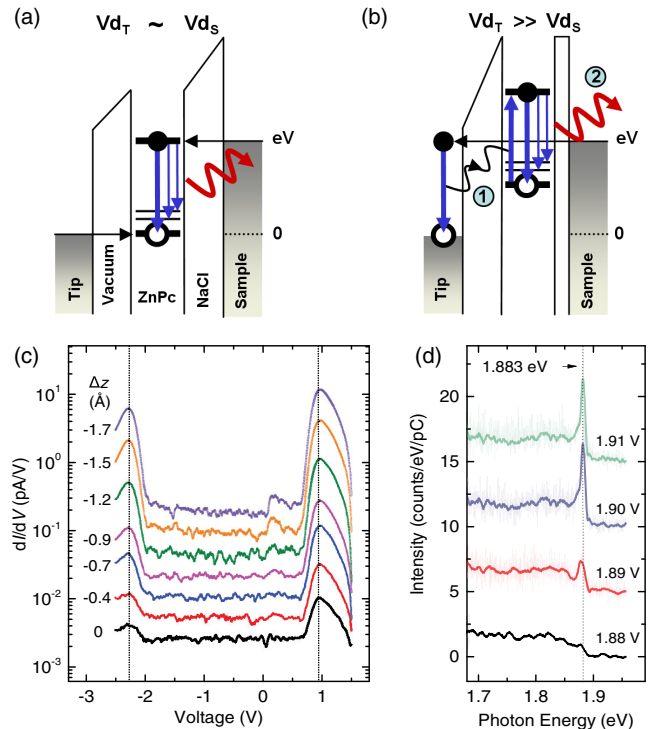 (a)
Vd_T ~ Vd_S
eV
0
Tip
Vacuum
ZnPc
NaCl
Sample
(b)
Vd_T >> Vd_S
2
eV
1
0
Tip
Sample
(c)
Δz
(Å)
-1.7
-1.5
-1.2
-0.9
-0.7
-0.4
0
10^1
10^0
10^-1
10^-2
10^-3
dI/dV (pA/V)
-3 -2 -1 0 1
Voltage (V)
(d)
1.883 eV
1.91 V
1.90 V
1.89 V
1.88 V
20
15
10
5
0
Intensity (counts/eV/pC)
1.7 1.8 1.9
Photon Energy (eV)